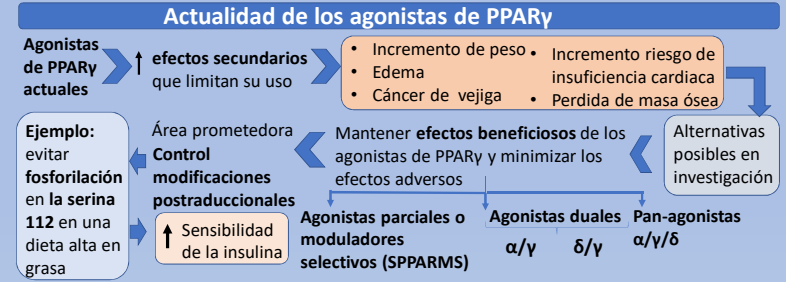 Actualidad de los agonistas de PPARγ
Agonistas
de PPARγ
actuales
↑ efectos secundarios
que limitan su uso
• Incremento de peso
• Edema
• Cáncer de vejiga
• Incremento riesgo de
insuficiencia cardiaca
• Perdida de masa ósea
Alternativas
posibles en
investigación
Mantener efectos beneficiosos de los
agonistas de PPARγ y minimizar los
efectos adversos
Agonistas parciales o
moduladores
selectivos (SPPARMS)
Agonistas duales
α/γ δ/γ
Pan-agonistas
α/γ/δ
Área prometedora
Control
modificaciones
postraduccionales
Ejemplo:
evitar
fosforilación
en la serina
112 en una
dieta alta en
grasa
↑ Sensibilidad
de la insulina